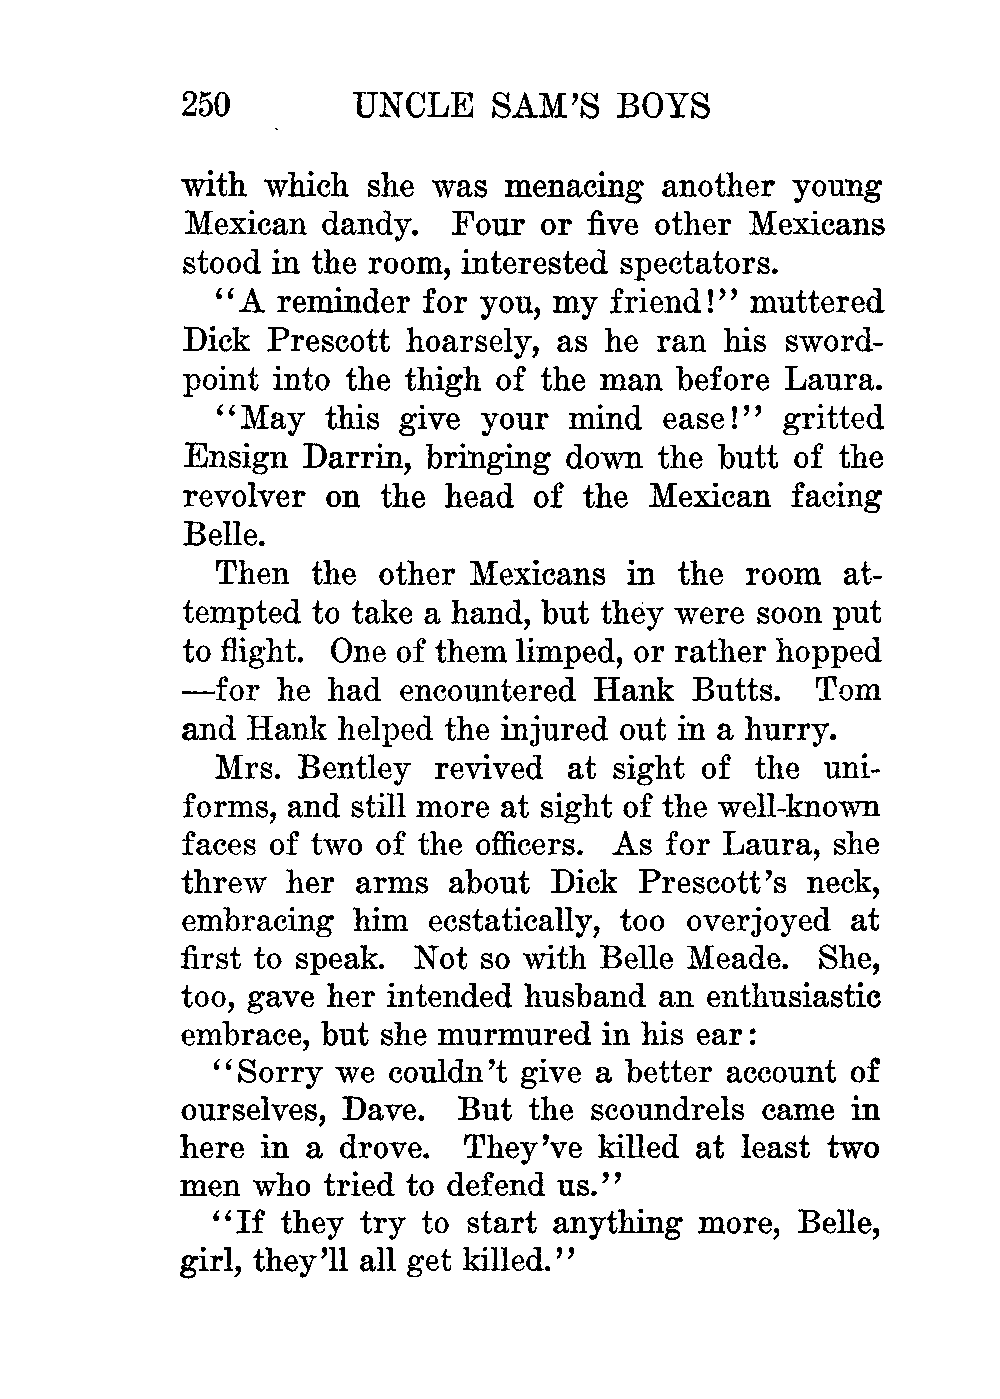 250 UNCLE SAM'S BOYS
with which she was menacing another young
Mexican dandy. Four or five other Mexicans
stood in the room, interested spectators.
"A reminder for you, my friend!" muttered
Dick Prescott hoarsely, as he ran his sword-
point into the thigh of the man before Laura.
"May this give your mind ease!" gritted
Ensign Darrin, bringing down the butt of the
revolver on the head of the Mexican facing
Belle.
Then the other Mexicans in the room at-
tempted to take a hand, but they were soon put
to flight. One of them limped, or rather hopped
—for he had encountered Hank Butts. Tom
and Hank helped the injured out in a hurry.
Mrs. Bentley revived at sight of the uni-
forms, and still more at sight of the well-known
faces of two of the officers. As for Laura, she
threw her arms about Dick Prescott's neck,
embracing him ecstatically, too overjoyed at
first to speak. Not so with Belle Meade. She,
too, gave her intended husband an enthusiastic
embrace, but she murmured in his ear:
"Sorry we couldn't give a better account of
ourselves, Dave. But the scoundrels came in
here in a drove. They've killed at least two
men who tried to defend us."
"If they try to start anything more, Belle,
girl, they'll all get killed."